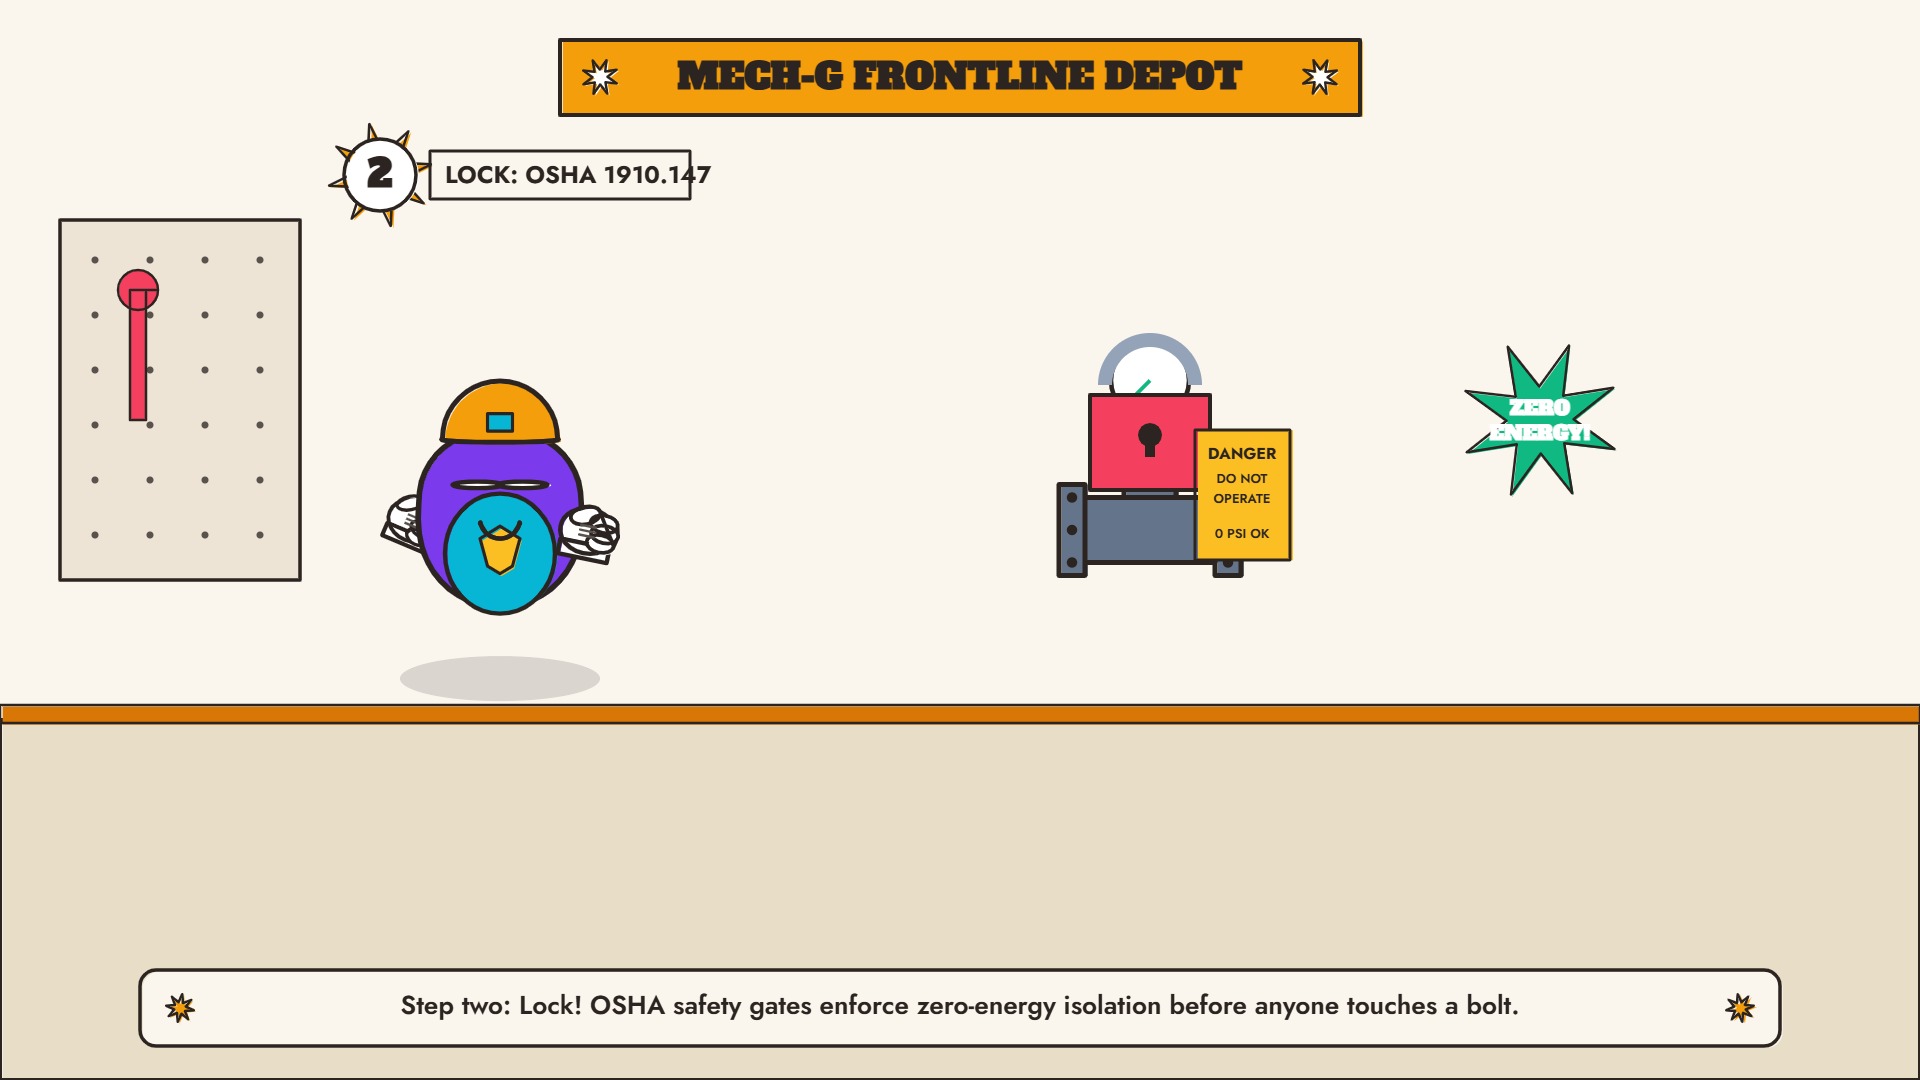 MECH-G FRONTLINE DEPOT
2
LOCK: OSHA 1910.147
DANGER
DO NOT
OPERATE
0 PSI OK
ZERO
ENERGY!
Step two: Lock! OSHA safety gates enforce zero-energy isolation before anyone touches a bolt.